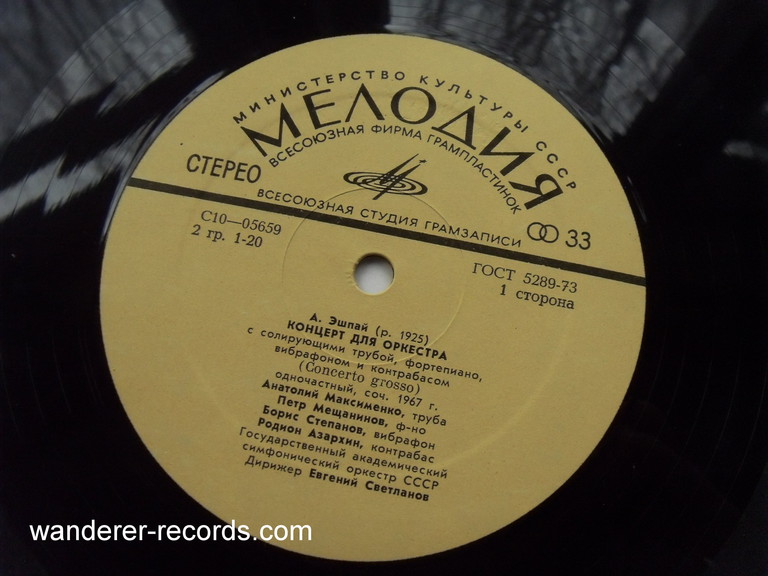 МИНИСТЕРСТВО КУЛЬТУРЫ СССР
МЕЛОДИЯ
ВСЕСОЮЗНАЯ ФИРМА ГРАМПЛАСТИНОК
СТЕРЕО
ВСЕСОЮЗНАЯ СТУДИЯ ГРАМЗАПИСИ
33
С10—05659
2 гр. 1-20
ГОСТ 5289-73
1 сторона
А. Эшпай (р. 1925)
КОНЦЕРТ ДЛЯ ОРКЕСТРА
с солирующими трубой, фортепиано,
вибрафоном и контрабасом
(Concerto grosso)
одночастный, соч. 1967 г.
Анатолий Максименко, труба
Петр Мещанинов, ф-но
Борис Степанов, вибрафон
Родион Азархин, контрабас
Государственный академический
симфонический оркестр СССР
Дирижер Евгений Светланов
wanderer-records.com